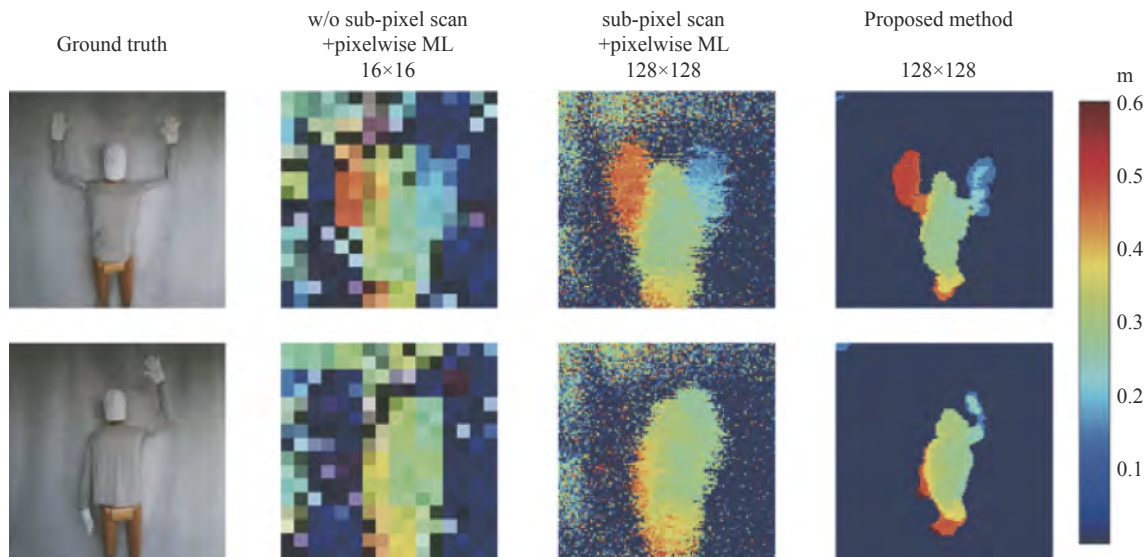 Ground truth
w/o sub-pixel scan
+pixelwise ML
16×16
sub-pixel scan
+pixelwise ML
128×128
Proposed method
128×128
m
0.6
0.5
0.4
0.3
0.2
0.1